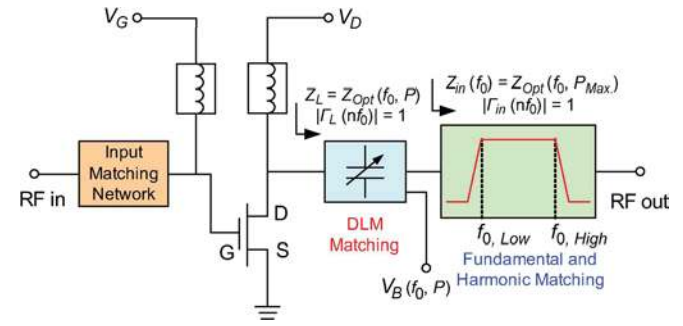 V_G
V_D
Z_L = Z_Opt (f_0, P)
|Γ_L (nf_0)| = 1
Z_in (f_0) = Z_Opt (f_0, P_Max.)
|Γ_in (nf_0)| = 1
Input
Matching
Network
RF in
D
G
S
DLM
Matching
V_B (f_0, P)
f_0, Low
f_0, High
RF out
Fundamental and
Harmonic Matching